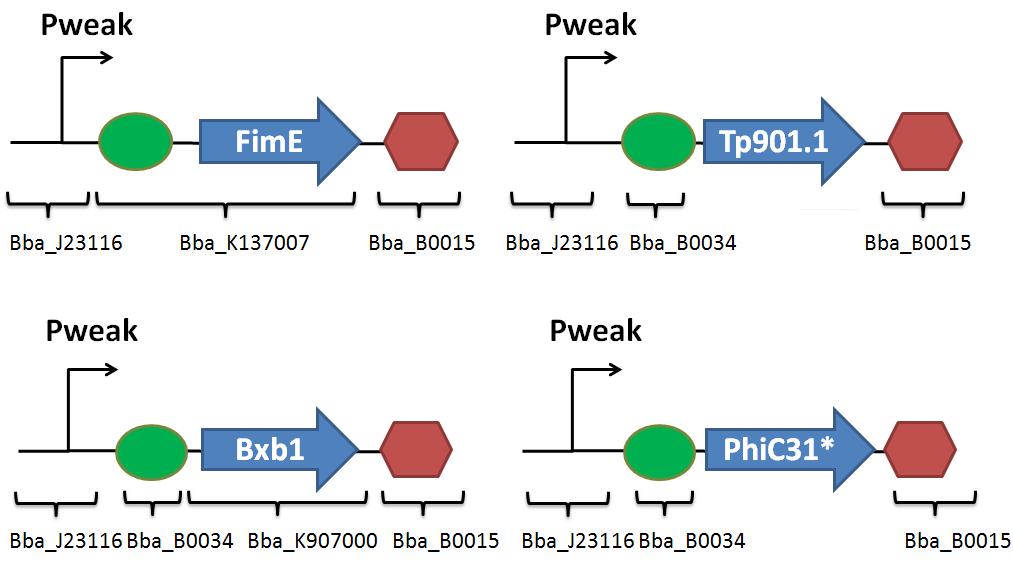 Pweak
Pweak
FimE
Tp901.1
Bba_J23116 Bba_K137007 Bba_B0015 Bba_J23116 Bba_B0034 Bba_B0015
Pweak
Pweak
Bxb1
PhiC31*
Bba_J23116 Bba_B0034 Bba_K907000 Bba_B0015 Bba_J23116 Bba_B0034 Bba_B0015